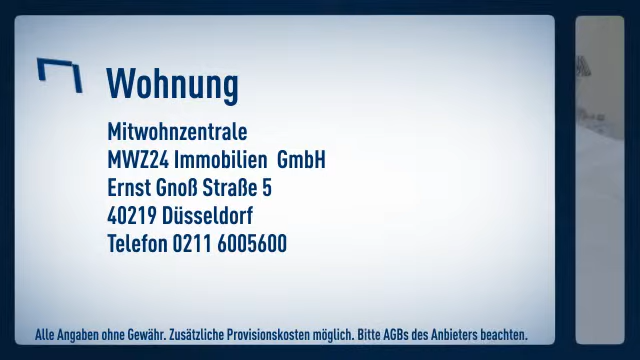 Wohnung
Mitwohnzentrale
MWZ24 Immobilien GmbH
Ernst Gnoß Straße 5
40219 Düsseldorf
Telefon 0211 6005600
Alle Angaben ohne Gewähr. Zusätzliche Provisionskosten möglich. Bitte AGBs des Anbieters beachten.